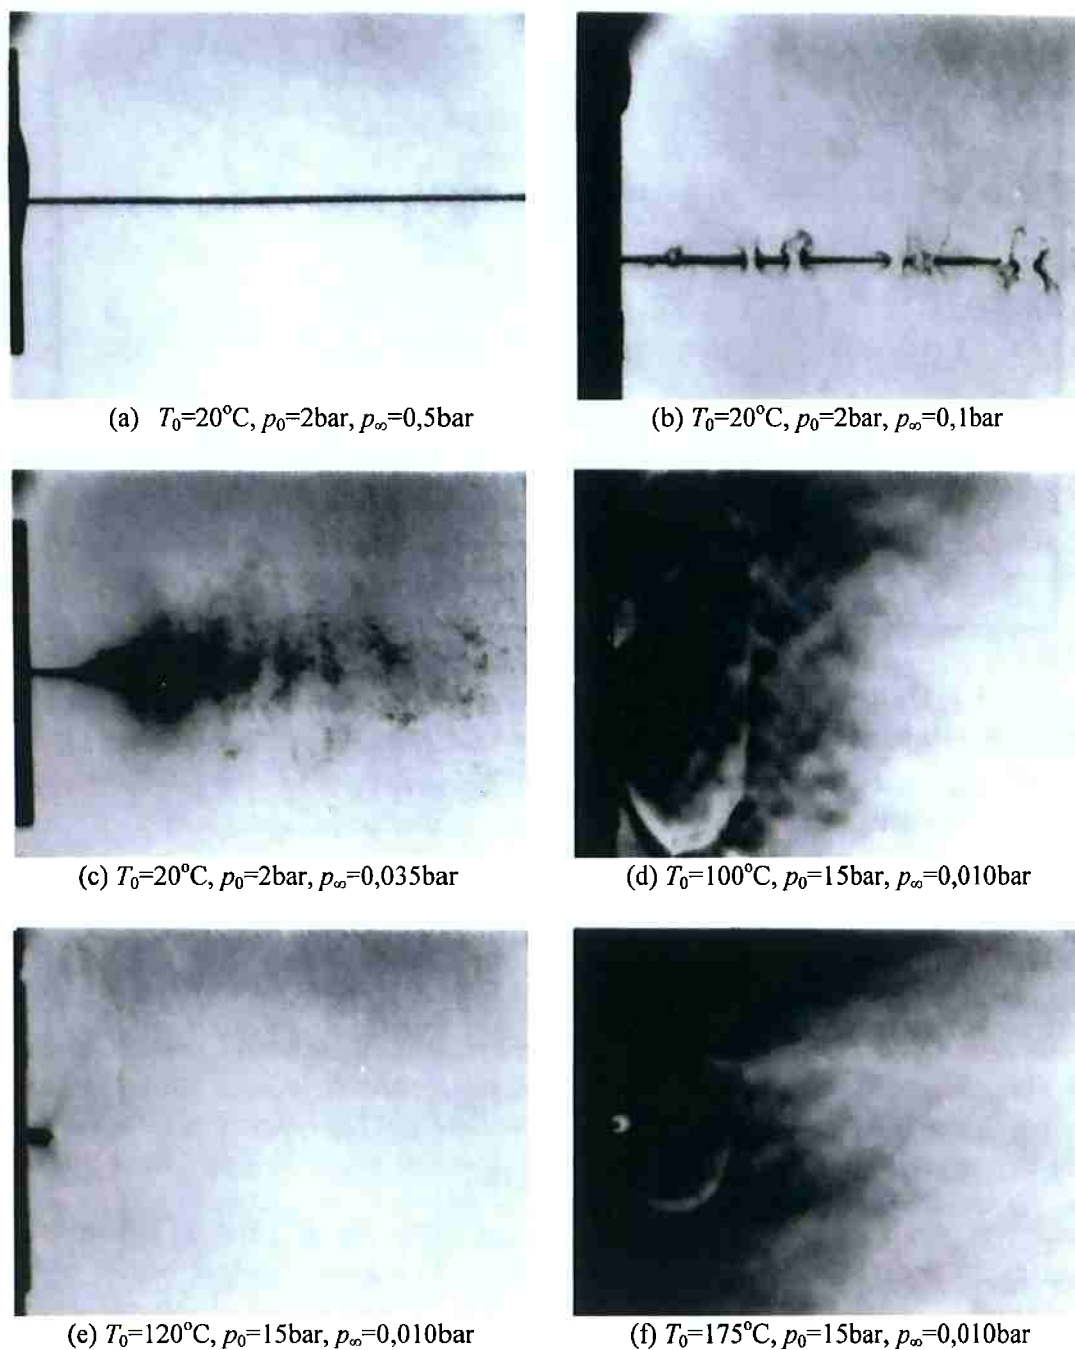 (a) T₀=20°C, p₀=2bar, p∞=0,5bar
(b) T₀=20°C, p₀=2bar, p∞=0,1bar
(c) T₀=20°C, p₀=2bar, p∞=0,035bar
(d) T₀=100°C, p₀=15bar, p∞=0,010bar
(e) T₀=120°C, p₀=15bar, p∞=0,010bar
(f) T₀=175°C, p₀=15bar, p∞=0,010bar